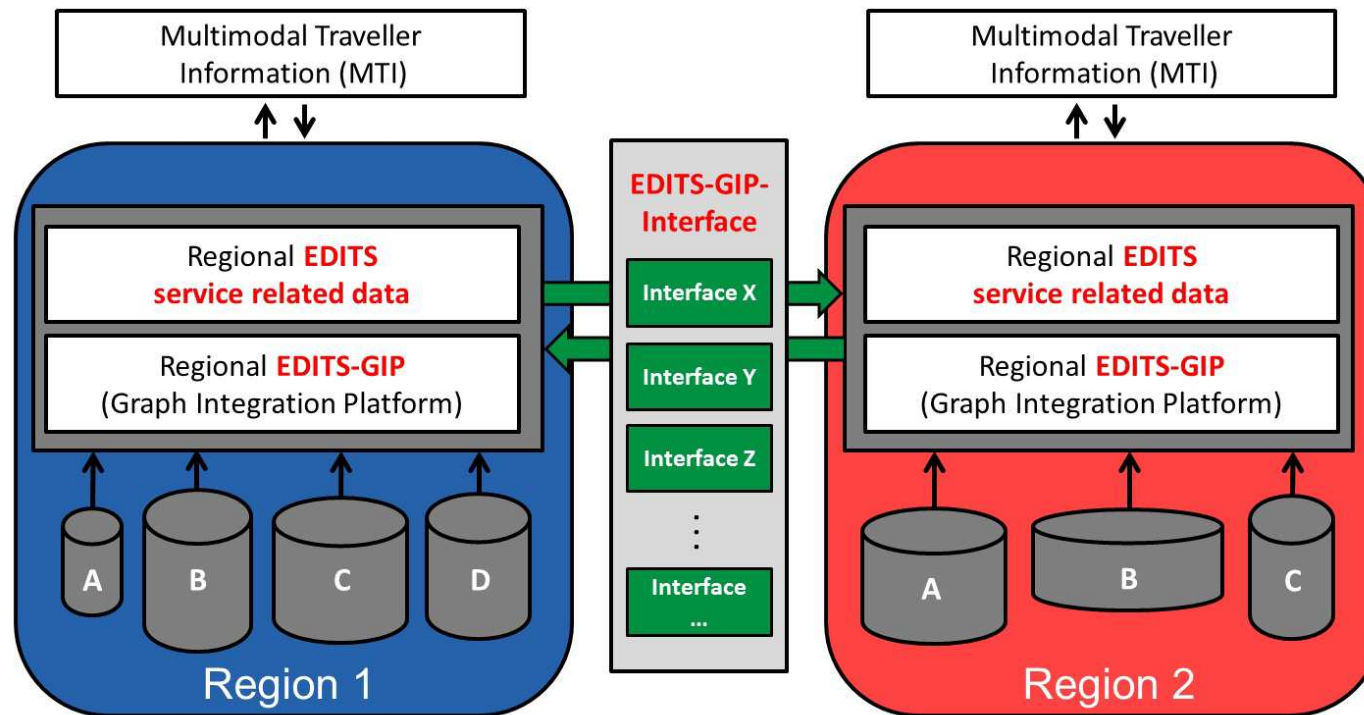 Multimodal Traveller
Information (MTI)
Multimodal Traveller
Information (MTI)
Regional EDITS
service related data
Regional EDITS-GIP
(Graph Integration Platform)
A
B
C
D
Region 1
EDITS-GIP-
Interface
Interface X
Interface Y
Interface Z
⋮
Interface
...
Regional EDITS
service related data
Regional EDITS-GIP
(Graph Integration Platform)
A
B
C
Region 2